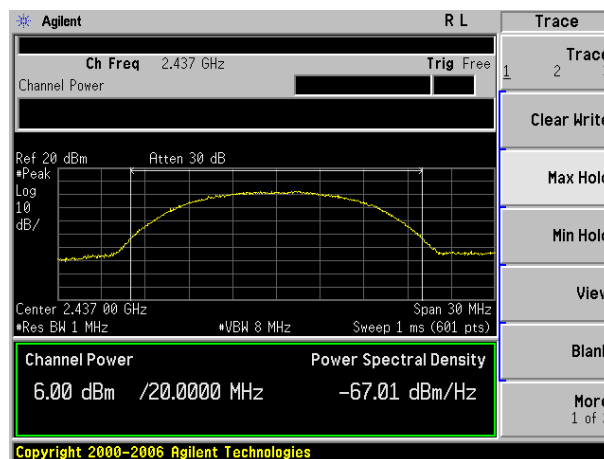 Agilent R L Trace
Ch Freq 2.437 GHz Trig Free
Channel Power
Trace
1 2
Clear Write
Ref 20 dBm Atten 30 dB
#Peak
Log
10
dB/
Max Hold
Min Hold
View
Center 2.437 00 GHz Span 30 MHz
#Res BW 1 MHz #VBW 8 MHz Sweep 1 ms (601 pts)
Channel Power Power Spectral Density
6.00 dBm /20.0000 MHz -67.01 dBm/Hz
Blank
More
1 of
Copyright 2000-2006 Agilent Technologies